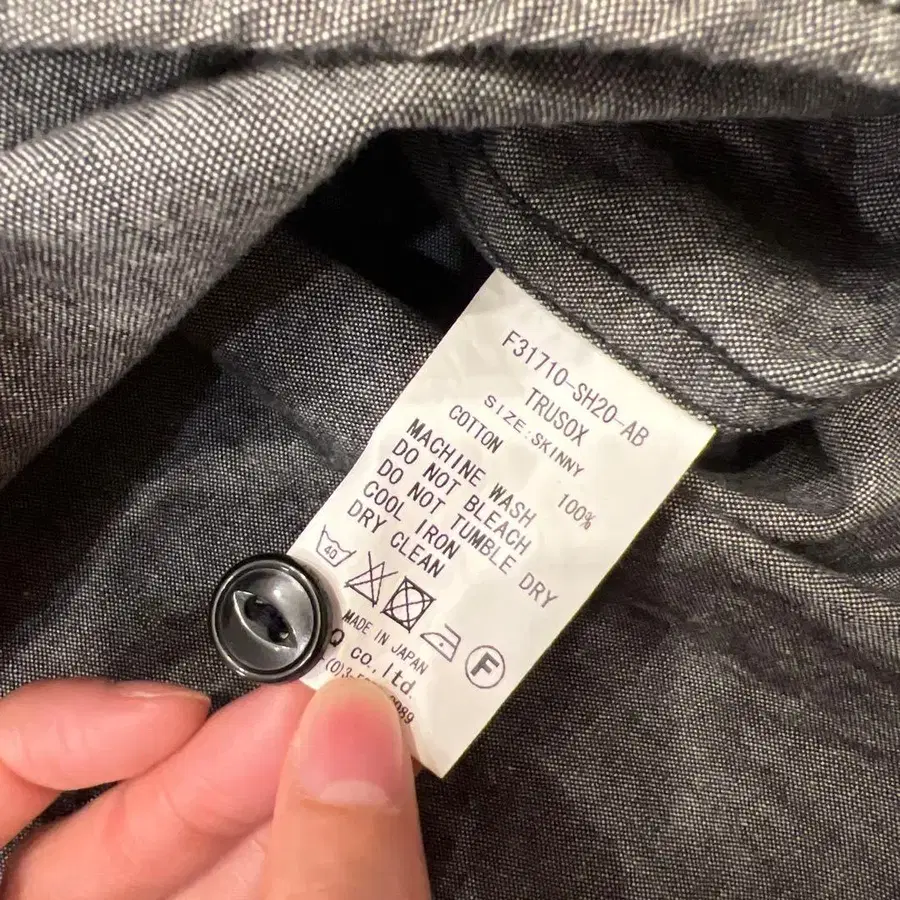 F31710-SH20-AB
TRUSOX
SIZE:SKINNY
COTTON 100%
MACHINE WASH
DO NOT BLEACH
DO NOT TUMBLE DRY
COOL IRON
DRY CLEAN
40
F
MADE IN JAPAN
Q co.,ltd.